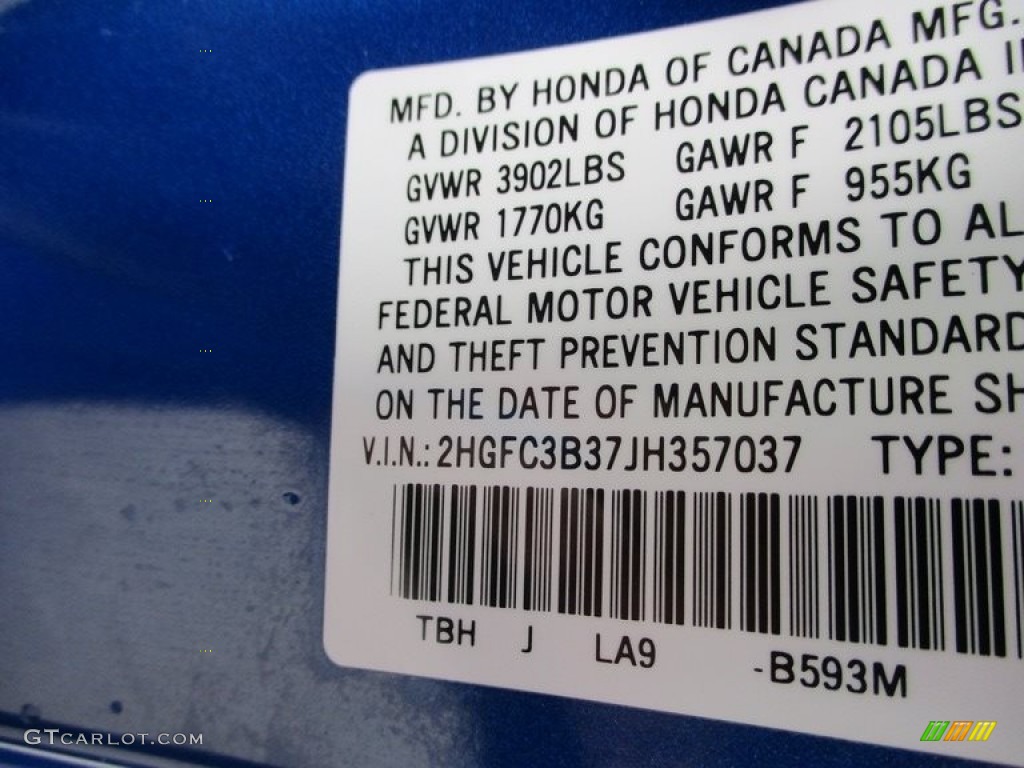 MFD. BY HONDA OF CANADA MFG.
A DIVISION OF HONDA CANADA
GVWR 3902LBS GAWR F 2105LBS
GVWR 1770KG GAWR F 955KG
THIS VEHICLE CONFORMS TO AL
FEDERAL MOTOR VEHICLE SAFETY
AND THEFT PREVENTION STANDARD
ON THE DATE OF MANUFACTURE SH
V.I.N.: 2HGFC3B37JH357037 TYPE:
TBH J LA9 -B593M
GTCARLOT.COM